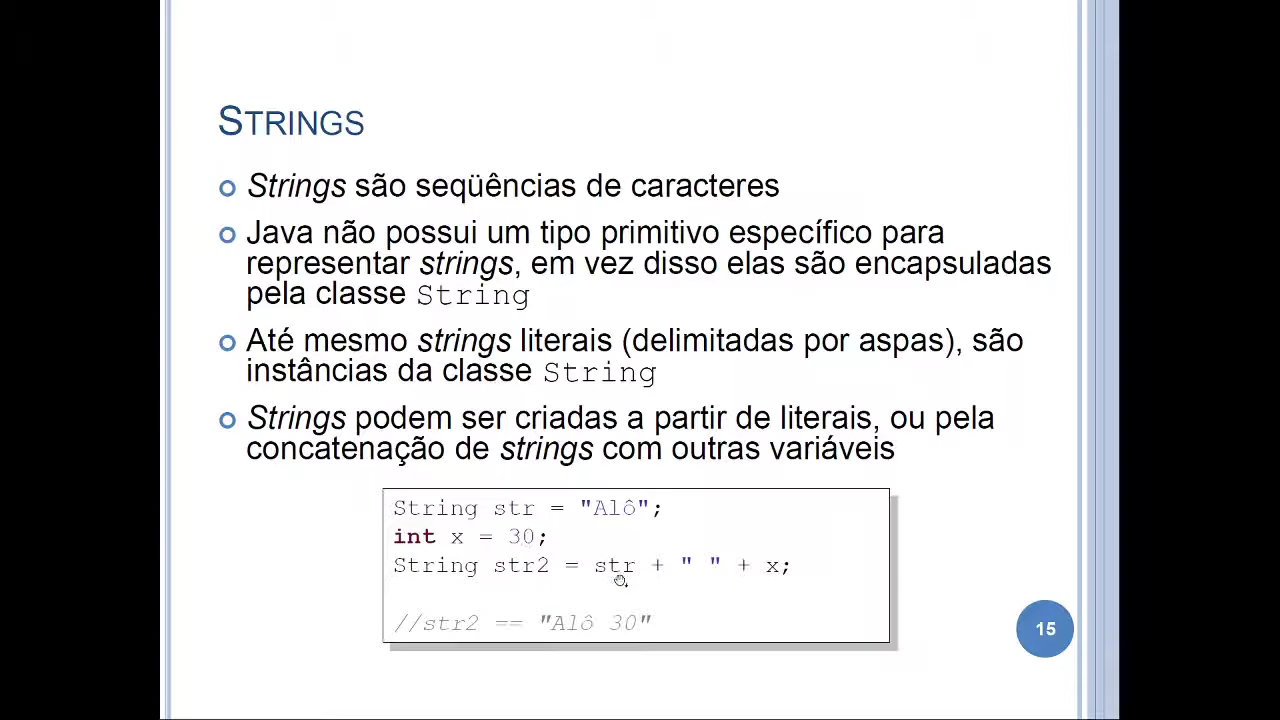 STRINGS
Strings são seqüências de caracteres
Java não possui um tipo primitivo específico para
representar strings, em vez disso elas são encapsuladas
pela classe String
Até mesmo strings literais (delimitadas por aspas), são
instâncias da classe String
Strings podem ser criadas a partir de literais, ou pela
concatenação de strings com outras variáveis
String str = "Alô";
int x = 30;
String str2 = str + " " + x;
//str2 == "Alô 30"
15